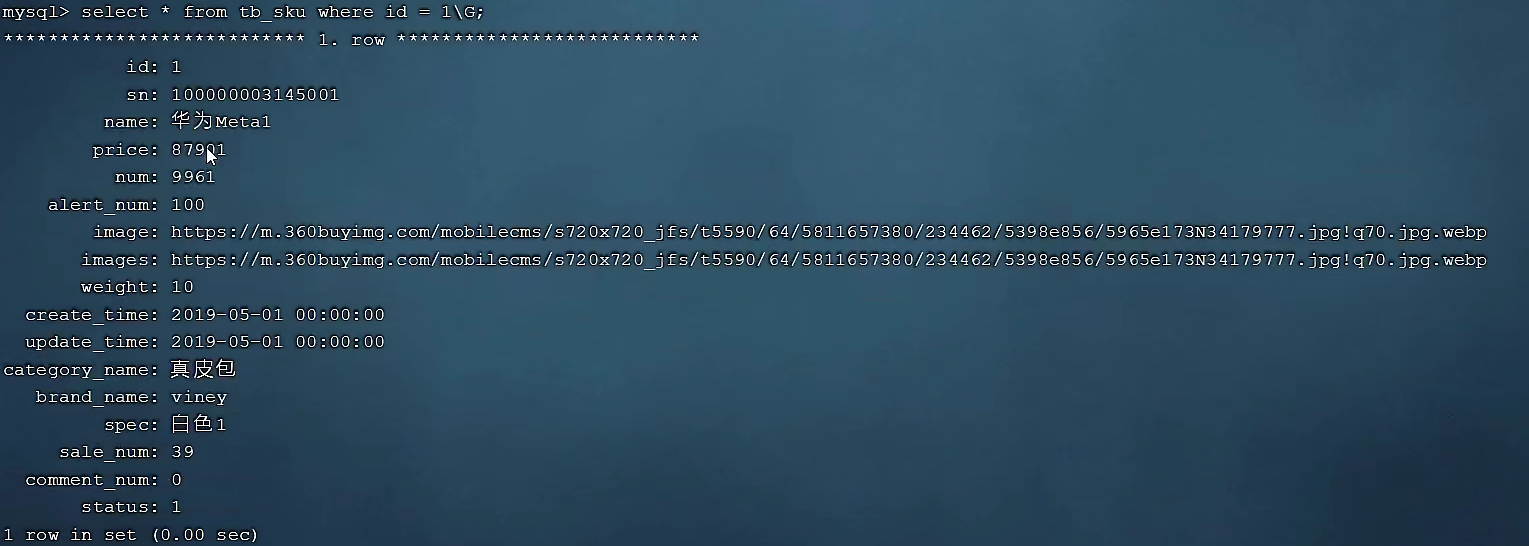 mysql> select * from tb_sku where id = 1\G;
*************************** 1. row ***************************
id: 1
sn: 100000003145001
name: 华为Meta1
price: 87901
num: 9961
alert_num: 100
image: https://m.360buyimg.com/mobilecms/s720x720_jfs/t5590/64/5811657380/234462/5398e856/5965e173N34179777.jpg!q70.jpg.webp
images: https://m.360buyimg.com/mobilecms/s720x720_jfs/t5590/64/5811657380/234462/5398e856/5965e173N34179777.jpg!q70.jpg.webp
weight: 10
create_time: 2019-05-01 00:00:00
update_time: 2019-05-01 00:00:00
category_name: 真皮包
brand_name: viney
spec: 白色1
sale_num: 39
comment_num: 0
status: 1
1 row in set (0.00 sec)